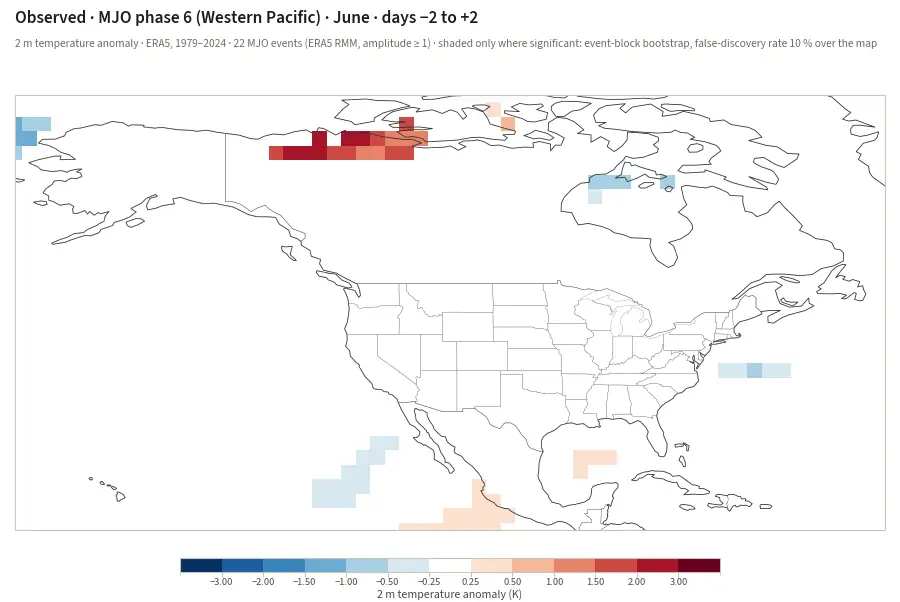 Observed · MJO phase 6 (Western Pacific) · June · days −2 to +2
2 m temperature anomaly · ERA5, 1979–2024 · 22 MJO events (ERA5 RMM, amplitude ≥ 1) · shaded only where significant: event-block bootstrap, false-discovery rate 10 % over the map
−3.00 −2.00 −1.50 −1.00 −0.50 −0.25 0.25 0.50 1.00 1.50 2.00 3.00
2 m temperature anomaly (K)